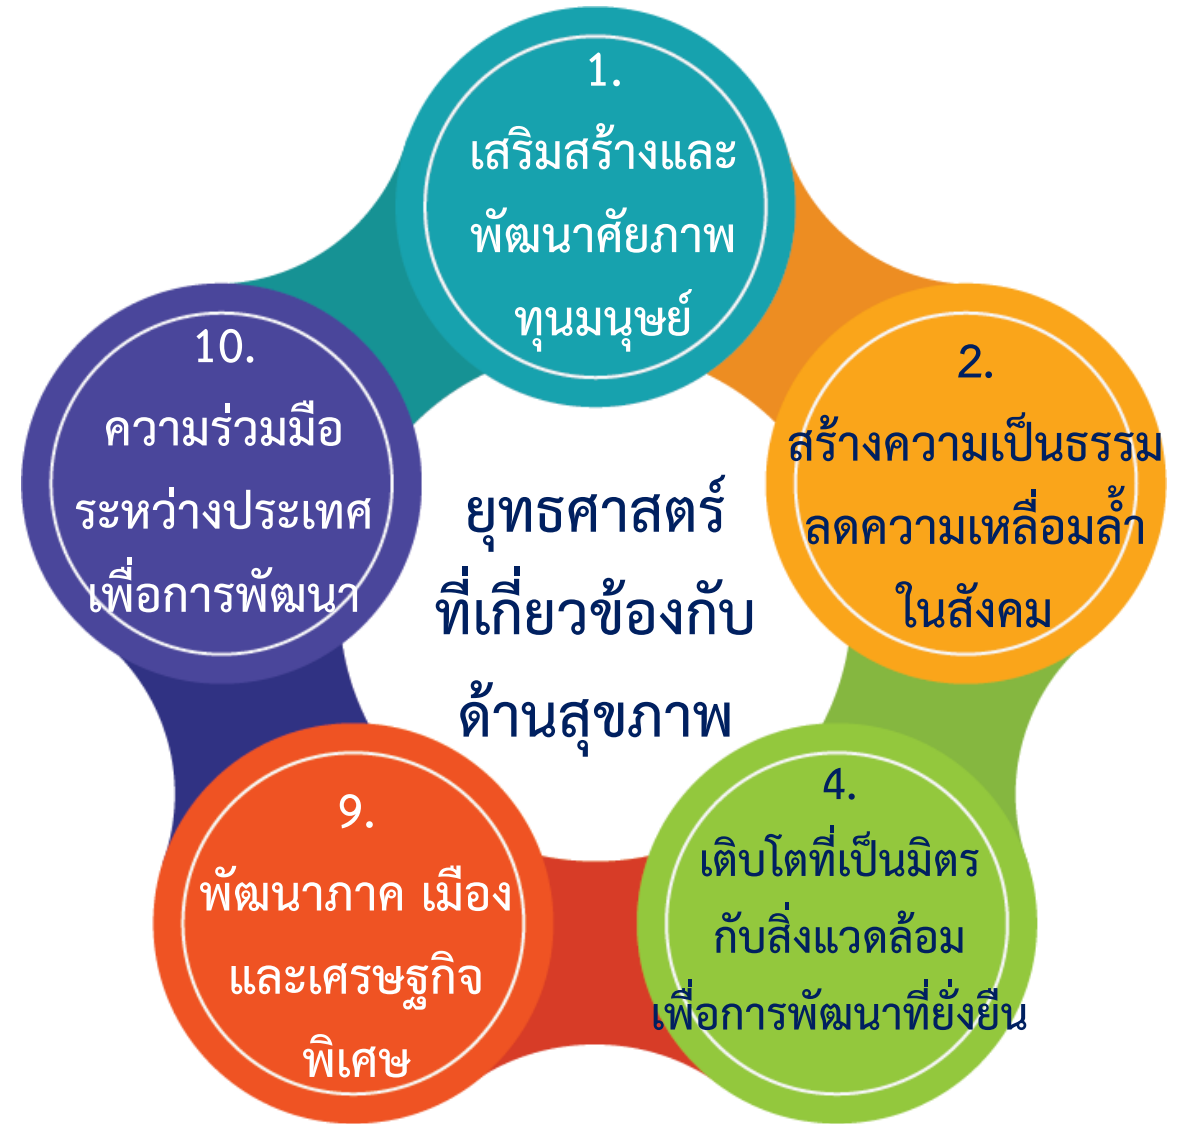 1.
เสริมสร้างและ
พัฒนาศัยภาพ
ทุนมนุษย์
2.
สร้างความเป็นธรรม
ลดความเหลื่อมล้ำ
ในสังคม
4.
เติบโตที่เป็นมิตร
กับสิ่งแวดล้อม
เพื่อการพัฒนาที่ยั่งยืน
9.
พัฒนาภาค เมือง
และเศรษฐกิจ
พิเศษ
10.
ความร่วมมือ
ระหว่างประเทศ
เพื่อการพัฒนา
ยุทธศาสตร์
ที่เกี่ยวข้องกับ
ด้านสุขภาพ